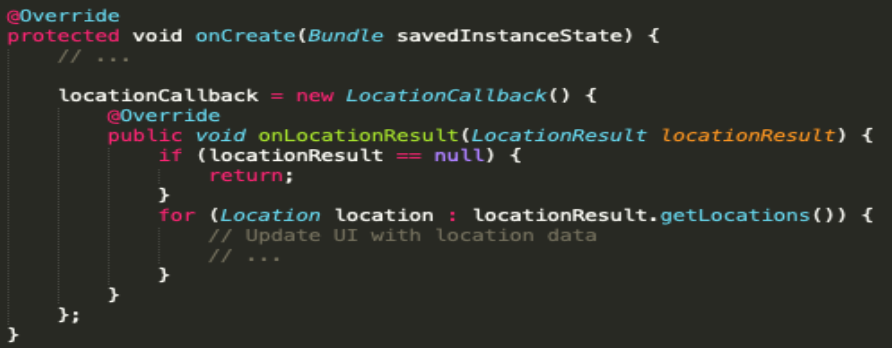 @Override
protected void onCreate(Bundle savedInstanceState) {
    // ...

    locationCallback = new LocationCallback() {
        @Override
        public void onLocationResult(LocationResult locationResult) {
            if (locationResult == null) {
                return;
            }
            for (Location location : locationResult.getLocations()) {
                // Update UI with location data
                // ...
            }
        }
    };
}